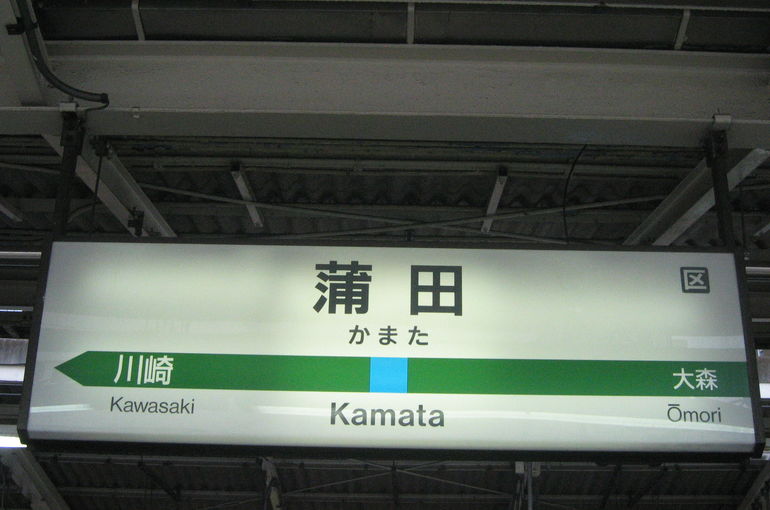 蒲田 区
かまた
川崎 大森
Kawasaki Kamata Ōmori